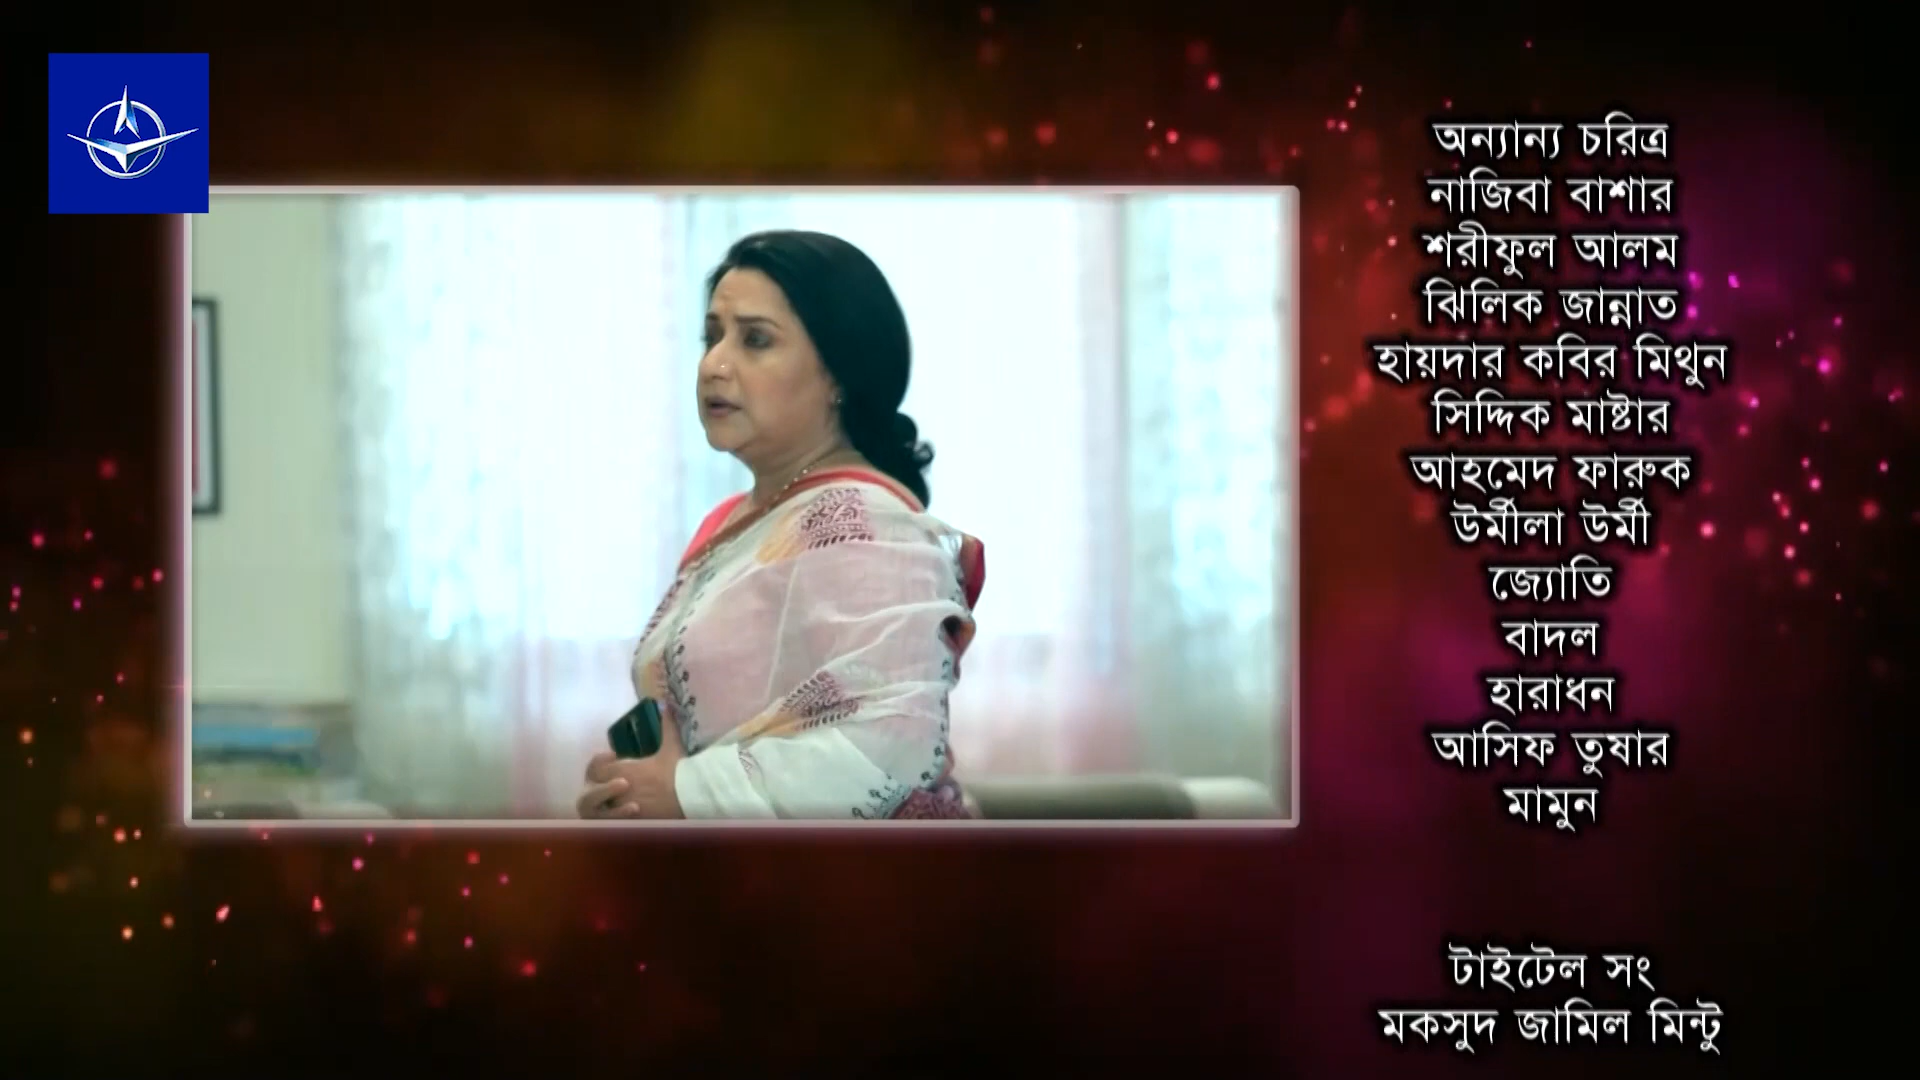 অন্যান্য চরিত্র
নাজিবা বাশার
শরীফুল আলম
ঝিলিক জান্নাত
হায়দার কবির মিথুন
সিদ্দিক মাষ্টার
আহমেদ ফারুক
উর্মীলা উর্মী
জ্যোতি
বাদল
হারাধন
আসিফ তুষার
মামুন
টাইটেল সং
মকসুদ জামিল মিন্টু